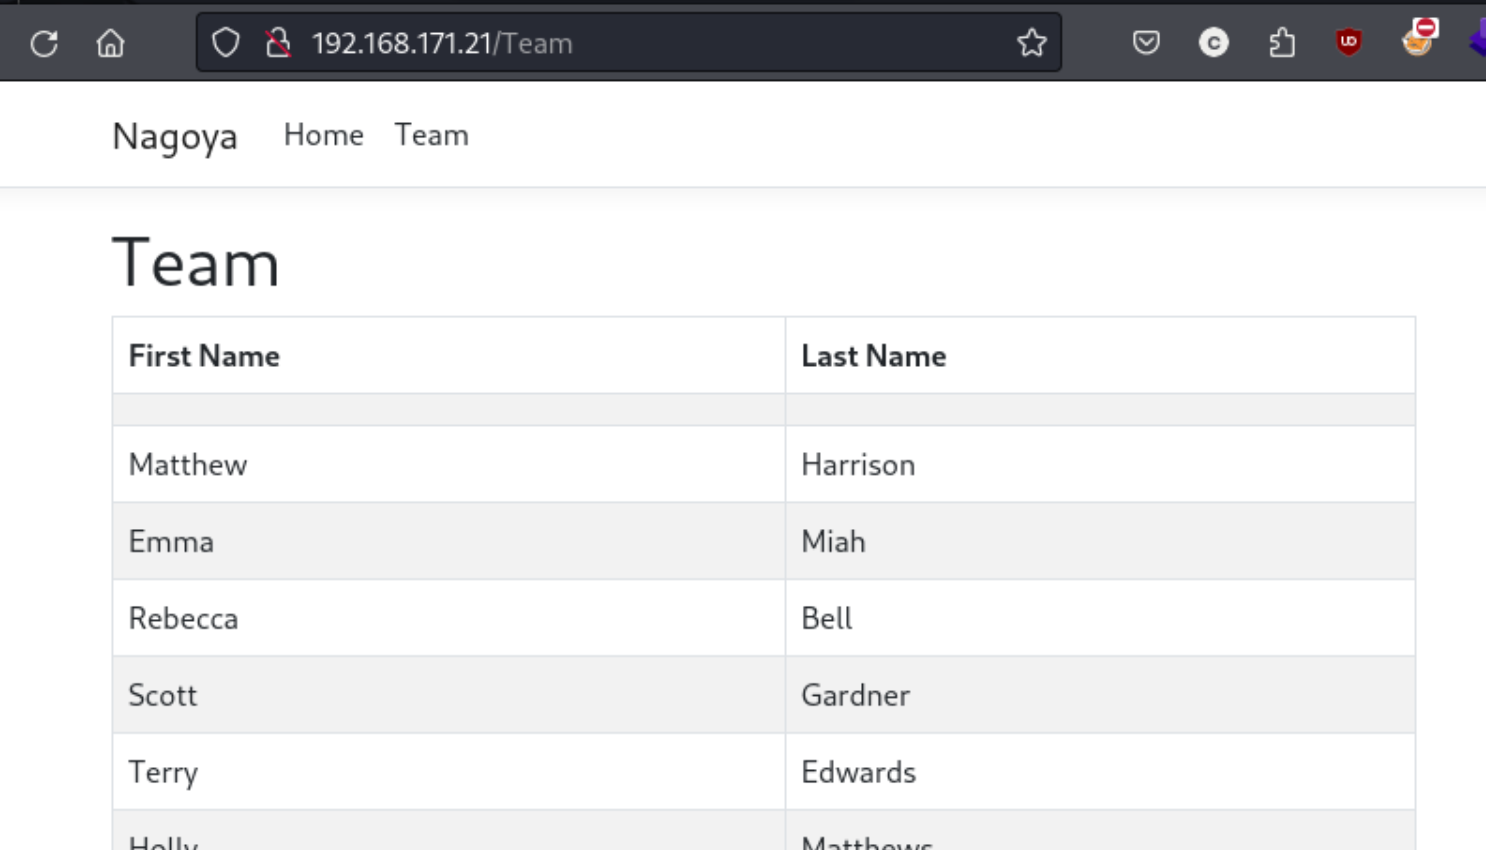 192.168.171.21/Team
Nagoya Home Team
Team
First Name Last Name
Matthew Harrison
Emma Miah
Rebecca Bell
Scott Gardner
Terry Edwards
Holly Matthews